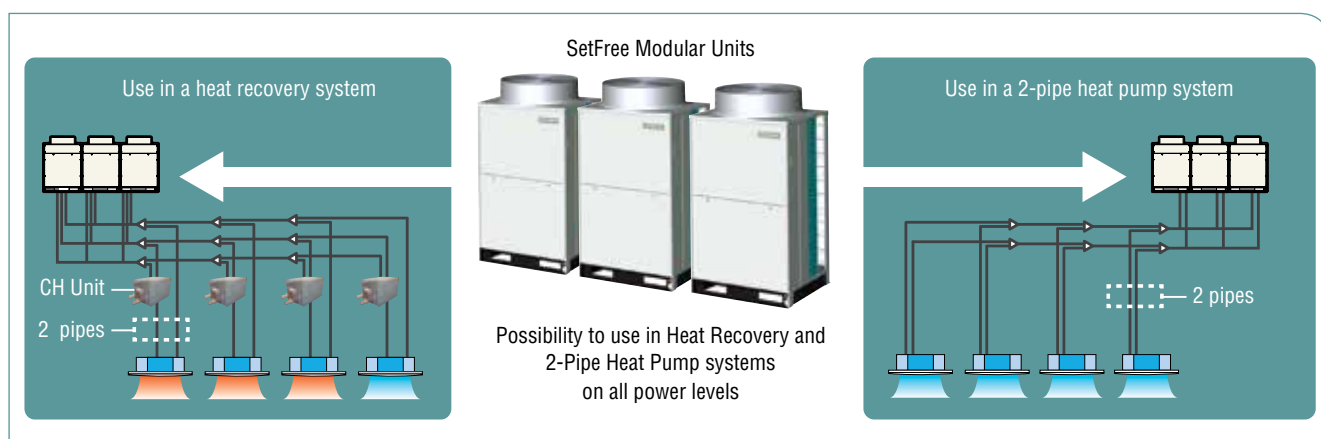 SetFree Modular Units
Use in a heat recovery system
CH Unit
2 pipes
Possibility to use in Heat Recovery and
2-Pipe Heat Pump systems
on all power levels
Use in a 2-pipe heat pump system
2 pipes